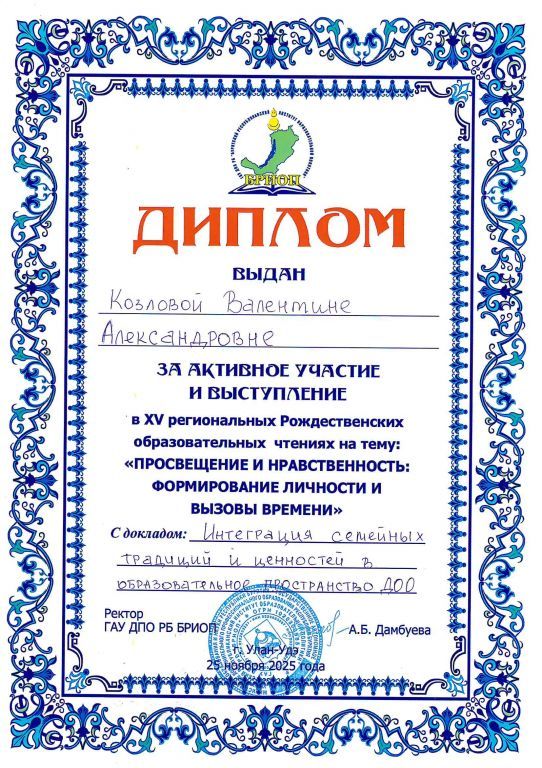 БРИОП
ДИПЛОМ
ВЫДАН
Козловой Валентине
Александровне
ЗА АКТИВНОЕ УЧАСТИЕ
И ВЫСТУПЛЕНИЕ
в XV региональных Рождественских
образовательных чтениях на тему:
«ПРОСВЕЩЕНИЕ И НРАВСТВЕННОСТЬ:
ФОРМИРОВАНИЕ ЛИЧНОСТИ И
ВЫЗОВЫ ВРЕМЕНИ»
С докладом: Интеграция семейных
традиций и ценностей в
образовательное пространство ДОО
Ректор
ГАУ ДПО РБ БРИОП
А.Б. Дамбуева
г. Улан-Удэ
25 ноября 2025 года